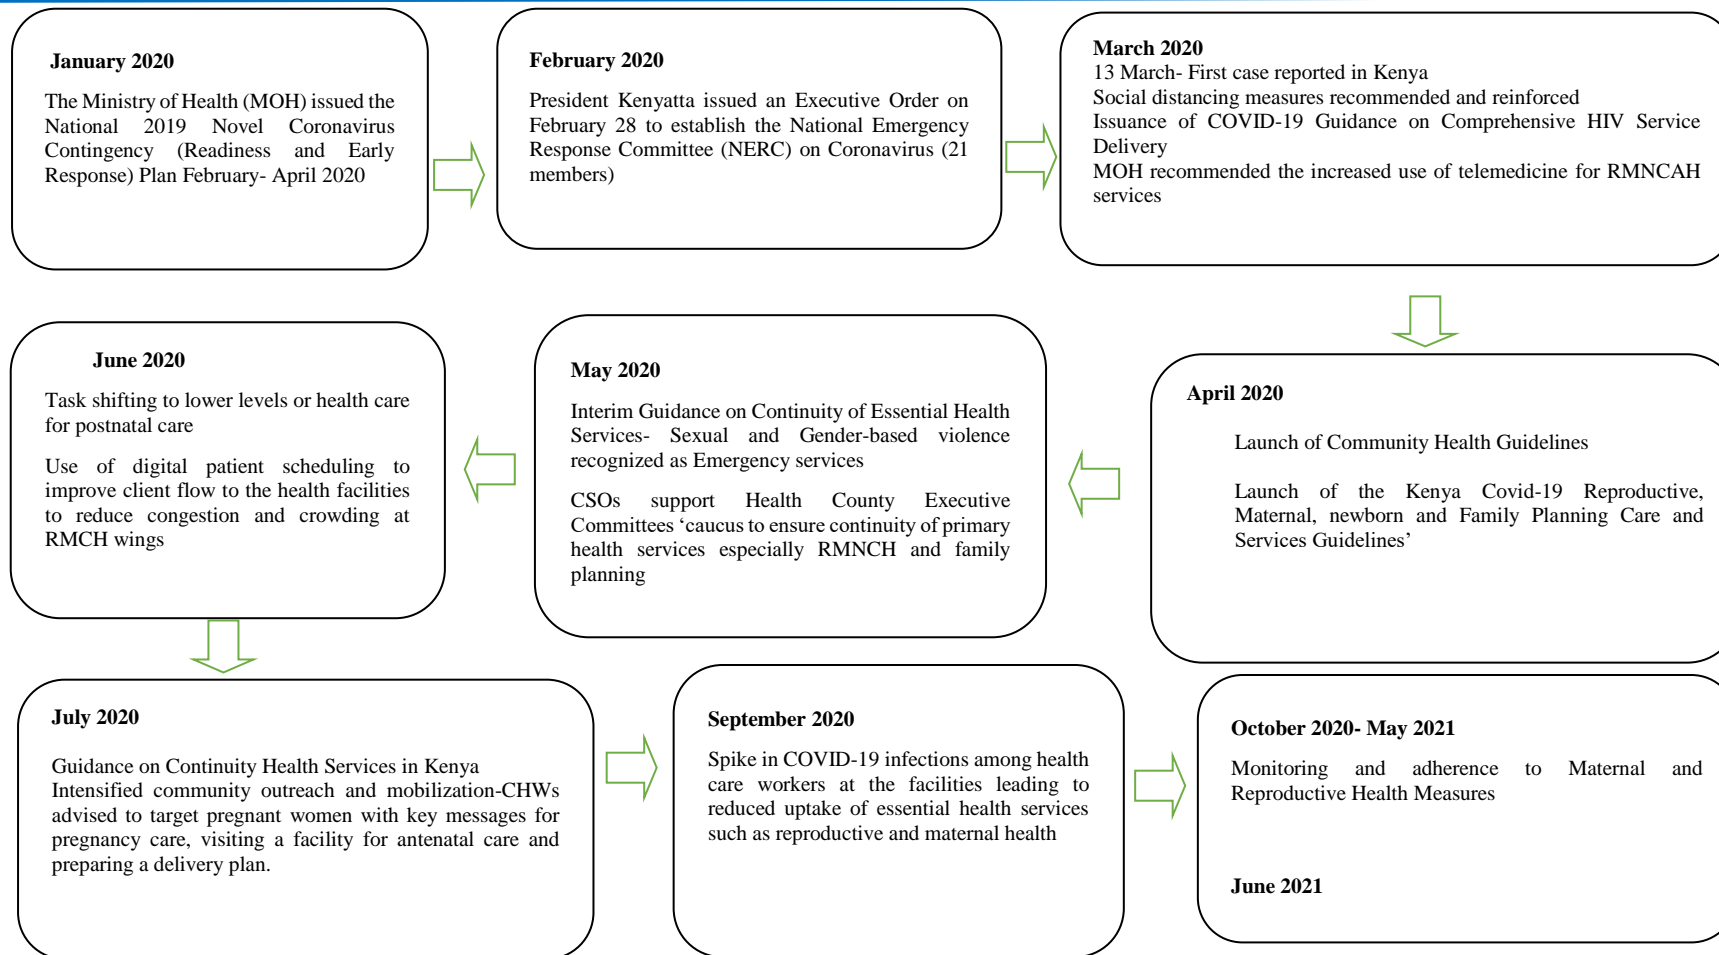 January 2020
The Ministry of Health (MOH) issued the
National 2019 Novel Coronavirus
Contingency (Readiness and Early
Response) Plan February- April 2020
February 2020
President Kenyatta issued an Executive Order on
February 28 to establish the National Emergency
Response Committee (NERC) on Coronavirus (21
members)
March 2020
13 March- First case reported in Kenya
Social distancing measures recommended and reinforced
Issuance of COVID-19 Guidance on Comprehensive HIV Service
Delivery
MOH recommended the increased use of telemedicine for RMNCAH
services
April 2020
Launch of Community Health Guidelines
Launch of the Kenya Covid-19 Reproductive,
Maternal, newborn and Family Planning Care and
Services Guidelines’
May 2020
Interim Guidance on Continuity of Essential Health
Services- Sexual and Gender-based violence
recognized as Emergency services
CSOs support Health County Executive
Committees ‘caucus to ensure continuity of primary
health services especially RMNCH and family
planning
June 2020
Task shifting to lower levels or health care
for postnatal care
Use of digital patient scheduling to
improve client flow to the health facilities
to reduce congestion and crowding at
RMCH wings
July 2020
Guidance on Continuity Health Services in Kenya
Intensified community outreach and mobilization-CHWs
advised to target pregnant women with key messages for
pregnancy care, visiting a facility for antenatal care and
preparing a delivery plan.
September 2020
Spike in COVID-19 infections among health
care workers at the facilities leading to
reduced uptake of essential health services
such as reproductive and maternal health
October 2020- May 2021
Monitoring and adherence to Maternal and
Reproductive Health Measures
June 2021